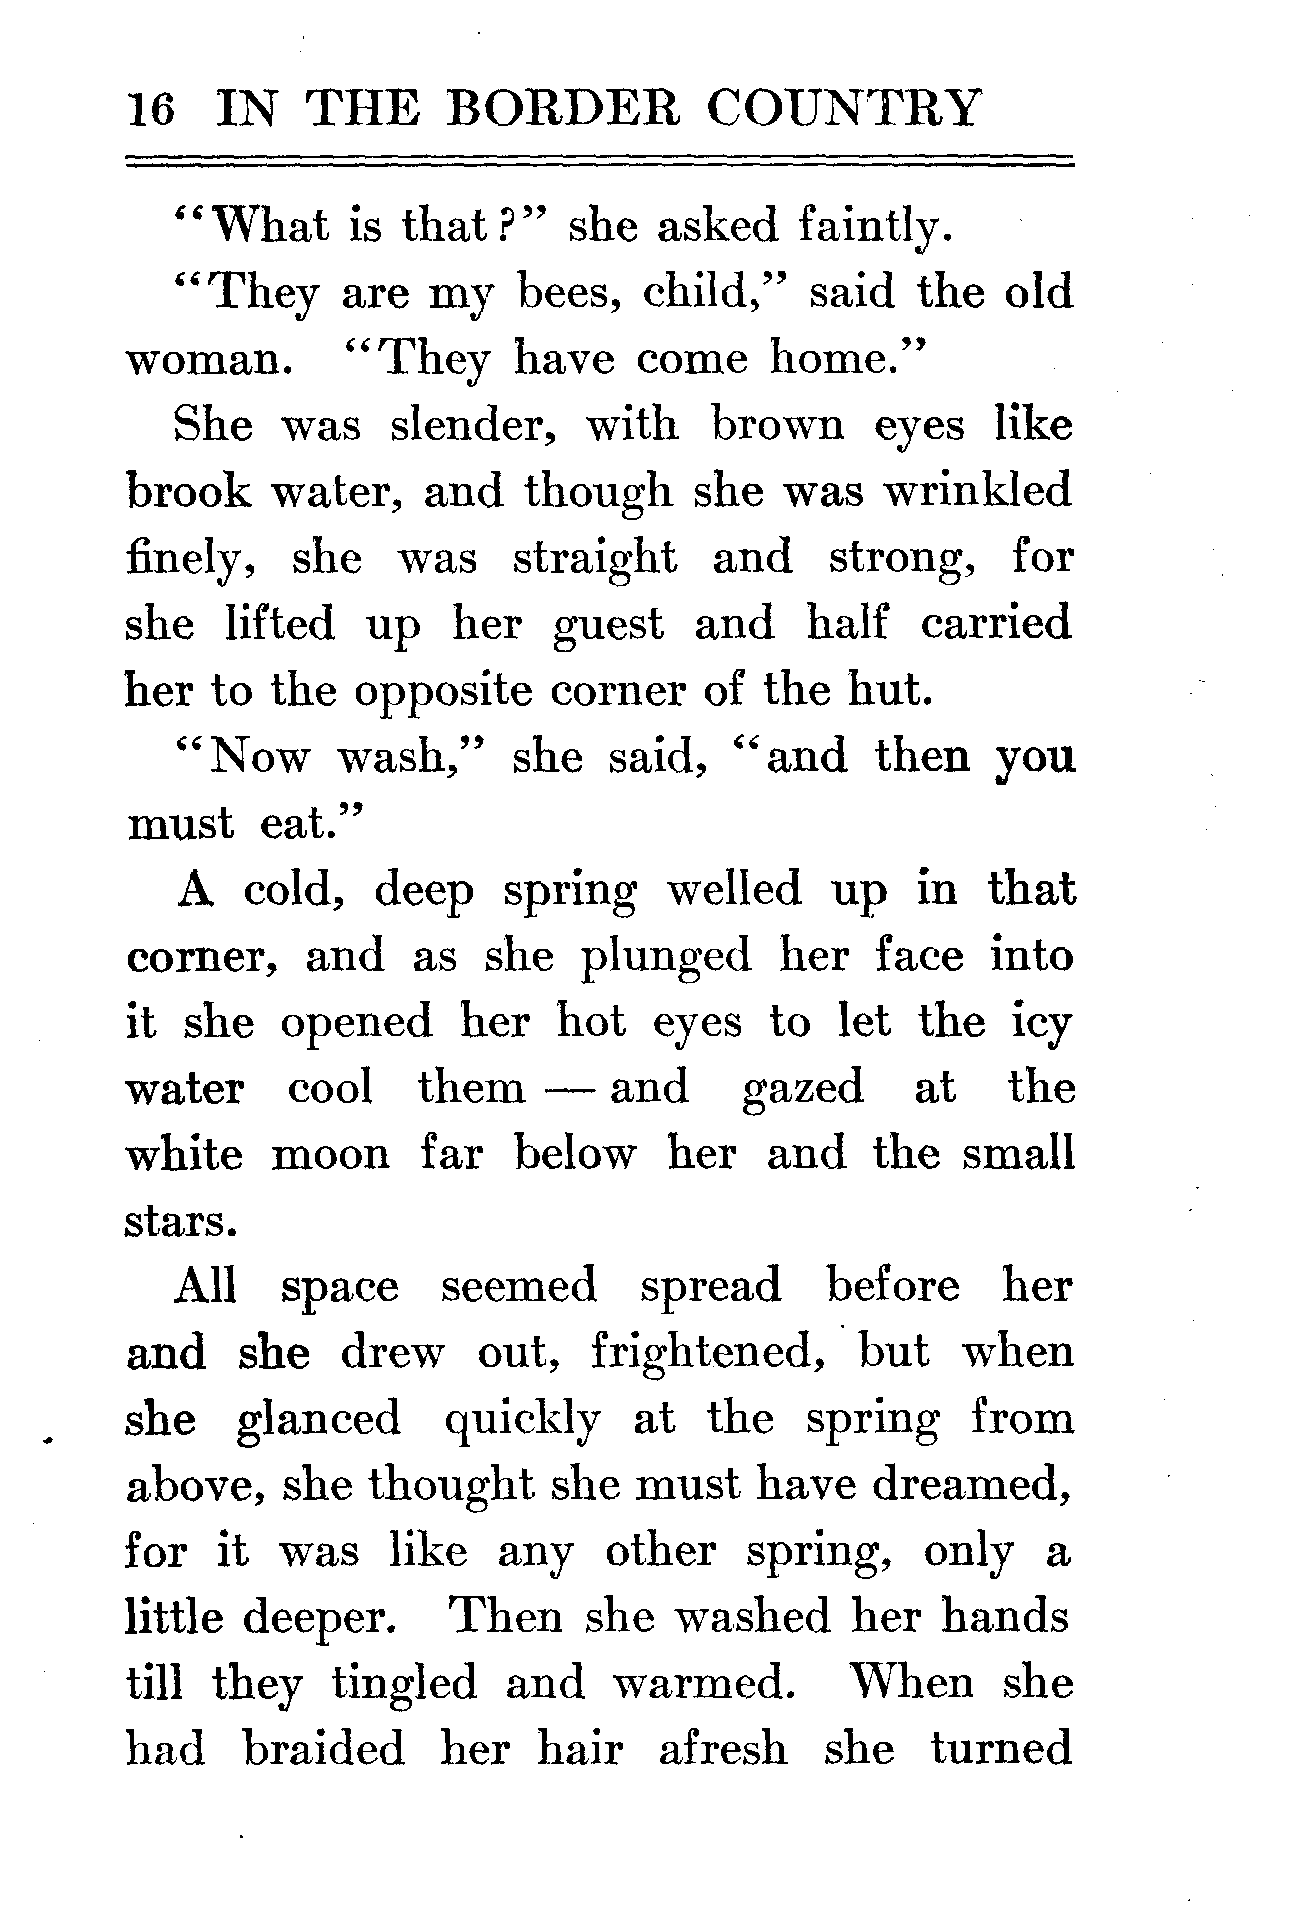 16 IN THE BORDER COUNTRY
“What is that?” she asked faintly.
“They are my bees, child,” said the old
woman. “They have come home.”
She was slender, with brown eyes like
brook water, and though she was wrinkled
finely, she was straight and strong, for
she lifted up her guest and half carried
her to the opposite corner of the hut.
“Now wash,” she said, “and then you
must eat.”
A cold, deep spring welled up in that
corner, and as she plunged her face into
it she opened her hot eyes to let the icy
water cool them — and gazed at the
white moon far below her and the small
stars.
All space seemed spread before her
and she drew out, frightened, but when
she glanced quickly at the spring from
above, she thought she must have dreamed,
for it was like any other spring, only a
little deeper. Then she washed her hands
till they tingled and warmed. When she
had braided her hair afresh she turned